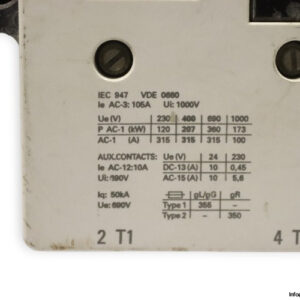 IEC 947 VDE 0660
Ie AC-3: 105A Ui: 1000V
Ue (V) 230 400 690 1000
P AC-1 (kW) 120 207 360 173
AC-1 (A) 315 315 315 100
AUX.CONTACTS: Ue (V) 24 230
Ie AC-12:10A DC-13 (A) 10 0,45
Ui: 690V AC-15 (A) 10 5,6
Iq: 50kA gL/gG gR
Ue: 690V Type 1 355 –
Type 2 – 350
2 T1 4 T